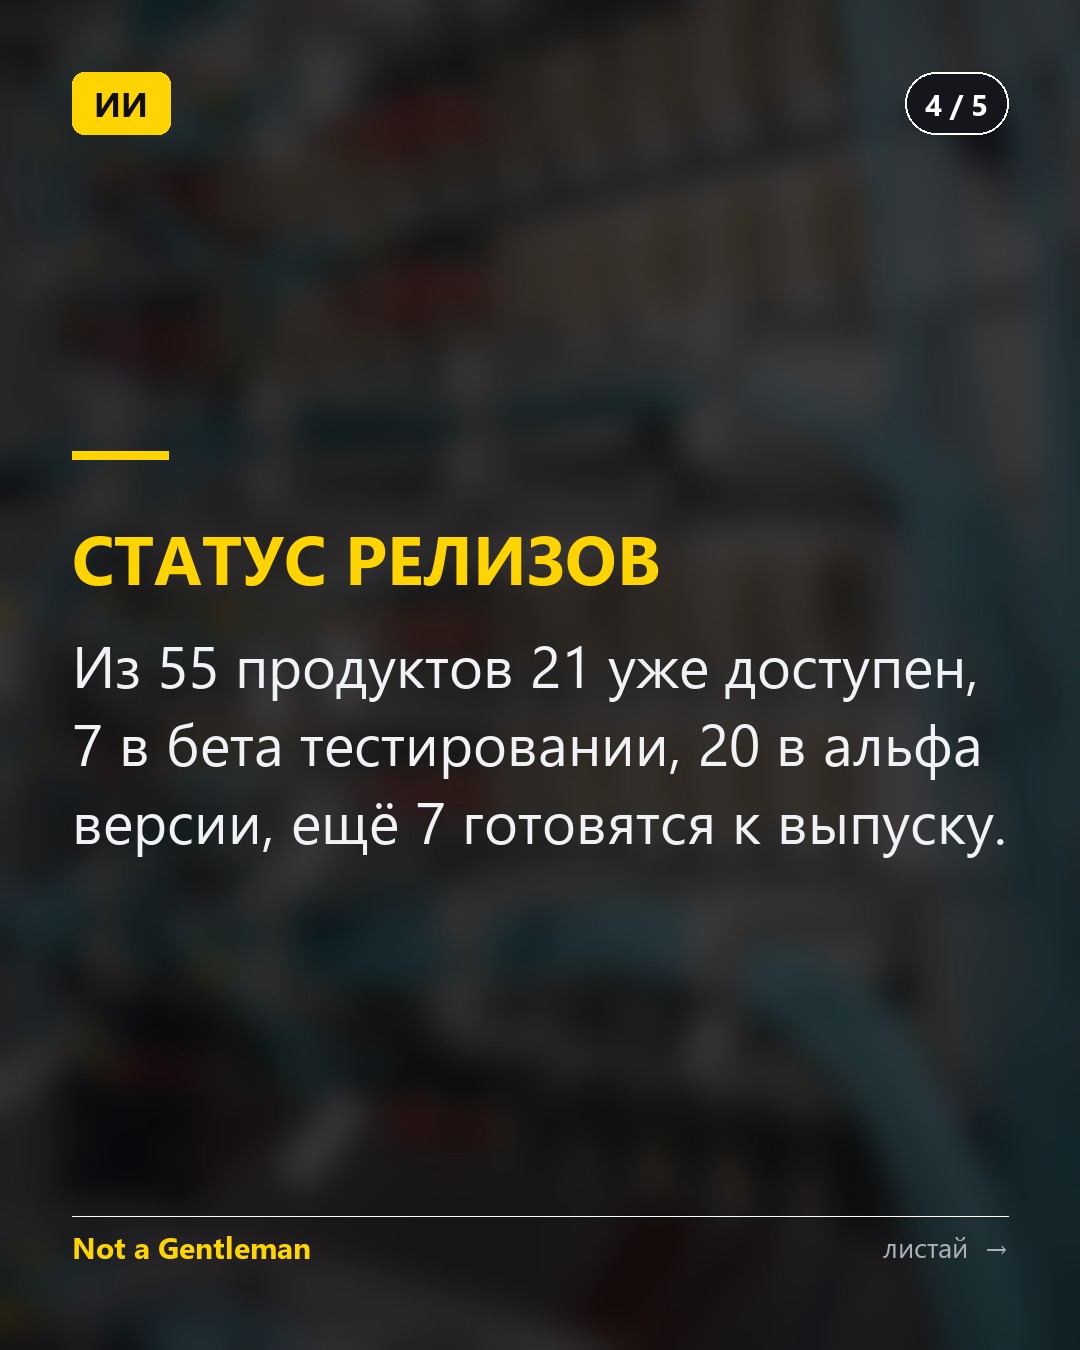 ИИ
4 / 5
СТАТУС РЕЛИЗОВ
Из 55 продуктов 21 уже доступен,
7 в бета тестировании, 20 в альфа
версии, ещё 7 готовятся к выпуску.
Not a Gentleman
листай →